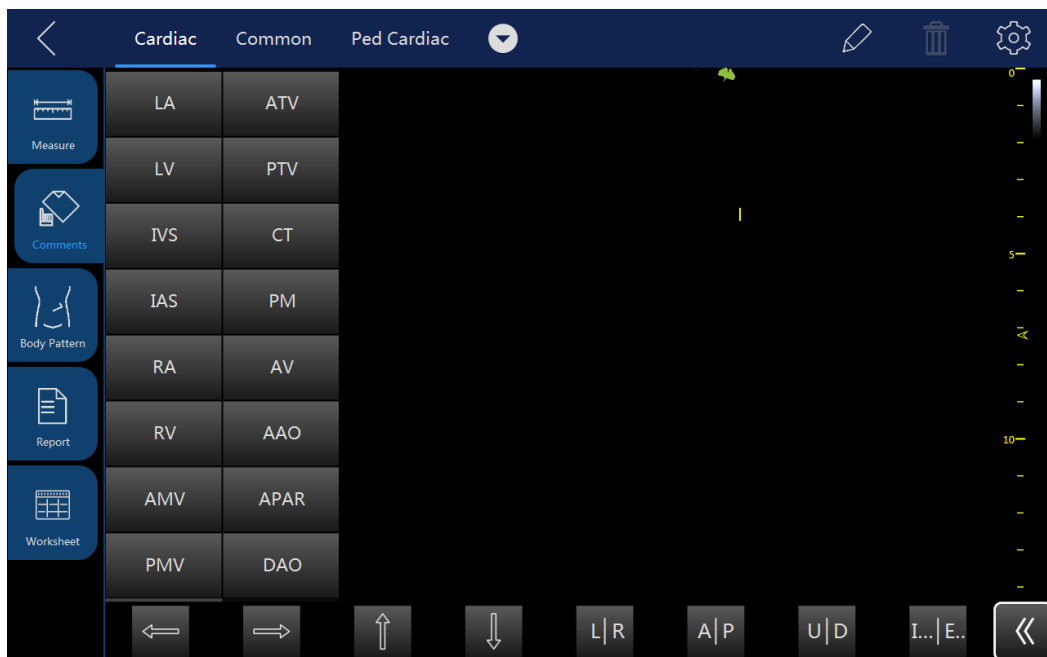 Cardiac Common Ped Cardiac
Measure
Comments
Body Pattern
Report
Worksheet
LA ATV
LV PTV
IVS CT
IAS PM
RA AV
RV AAO
AMV APAR
PMV DAO
0
5
10
L|R A|P U|D I...|E..